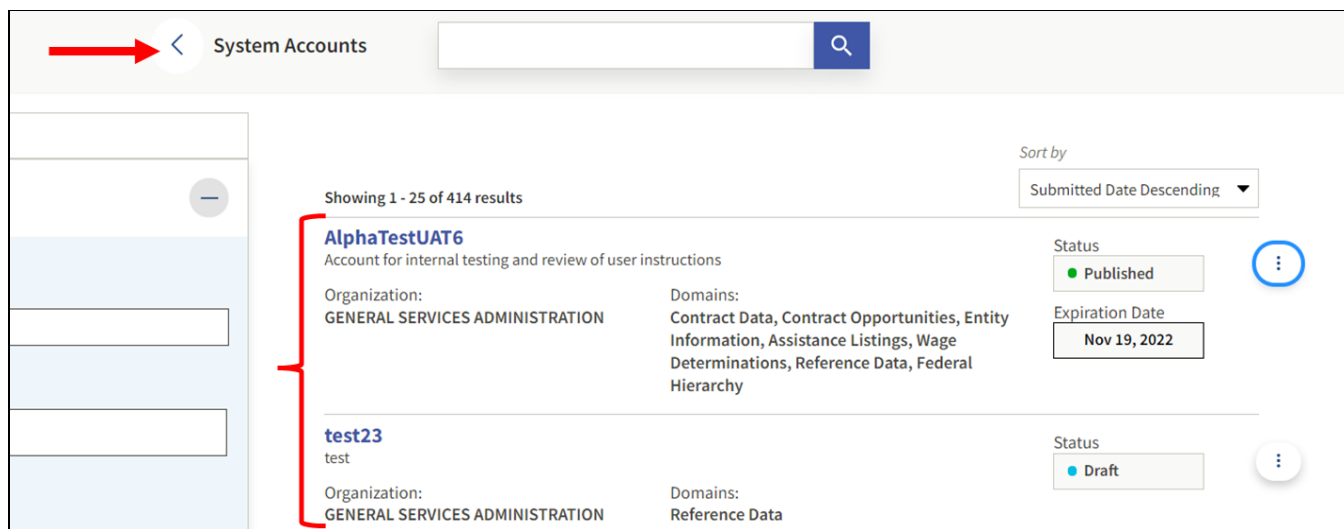 System Accounts
Sort by
Submitted Date Descending
Showing 1 - 25 of 414 results
AlphaTestUAT6
Account for internal testing and review of user instructions
Organization:
GENERAL SERVICES ADMINISTRATION
Domains:
Contract Data, Contract Opportunities, Entity
Information, Assistance Listings, Wage
Determinations, Reference Data, Federal
Hierarchy
Status
Published
Expiration Date
Nov 19, 2022
test23
test
Organization:
GENERAL SERVICES ADMINISTRATION
Domains:
Reference Data
Status
Draft